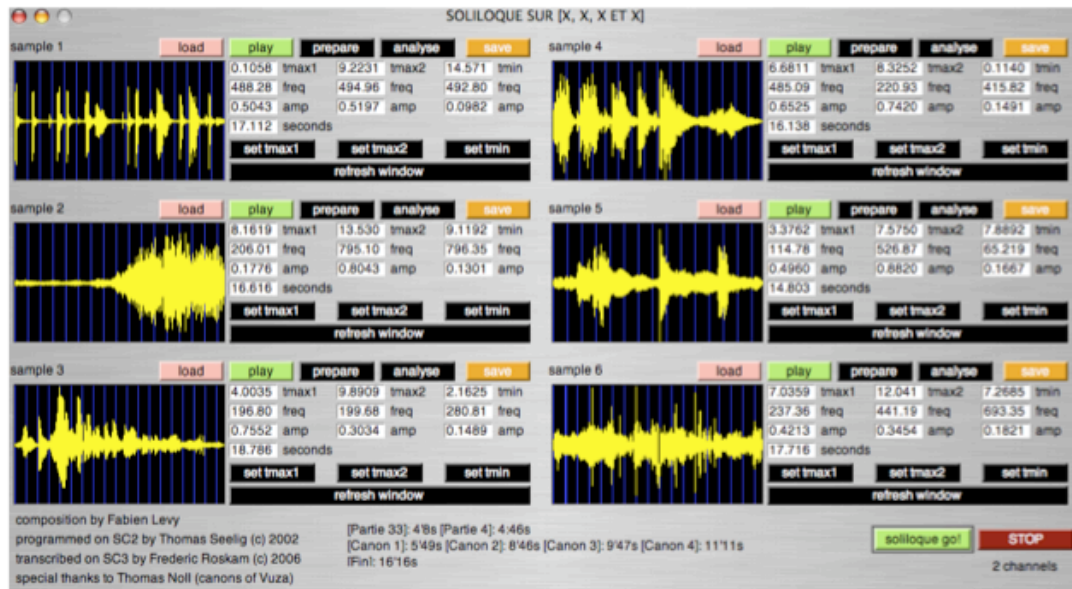 SOLILOQUE SUR [X, X, X ET X]
sample 1 load play prepare analyse save
0.1058 tmax1 9.2231 tmax2 14.571 tmin
488.28 freq 494.96 freq 492.80 freq
0.5043 amp 0.5197 amp 0.0982 amp
17.112 seconds
set tmax1 set tmax2 set tmin
refresh window
sample 4 load play prepare analyse save
6.6811 tmax1 8.3252 tmax2 0.1140 tmin
485.09 freq 220.93 freq 415.82 freq
0.6525 amp 0.7420 amp 0.1491 amp
16.138 seconds
set tmax1 set tmax2 set tmin
refresh window
sample 2 load play prepare analyse save
8.1619 tmax1 13.530 tmax2 9.1192 tmin
206.01 freq 795.10 freq 796.35 freq
0.1776 amp 0.8043 amp 0.1301 amp
16.616 seconds
set tmax1 set tmax2 set tmin
refresh window
sample 5 load play prepare analyse save
3.3762 tmax1 7.5750 tmax2 7.8892 tmin
114.78 freq 526.87 freq 65.219 freq
0.4960 amp 0.8820 amp 0.1667 amp
14.803 seconds
set tmax1 set tmax2 set tmin
refresh window
sample 3 load play prepare analyse save
4.0035 tmax1 9.8909 tmax2 2.1625 tmin
196.80 freq 199.68 freq 280.81 freq
0.7552 amp 0.3034 amp 0.1489 amp
18.786 seconds
set tmax1 set tmax2 set tmin
refresh window
sample 6 load play prepare analyse save
7.0359 tmax1 12.041 tmax2 7.2685 tmin
237.36 freq 441.19 freq 693.35 freq
0.4213 amp 0.3454 amp 0.1821 amp
17.716 seconds
set tmax1 set tmax2 set tmin
refresh window
composition by Fabien Levy
programmed on SC2 by Thomas Seelig (c) 2002
transcribed on SC3 by Frederic Roskam (c) 2006
special thanks to Thomas Noll (canons of Vuza)
[Partie 33]: 4'8s [Partie 4]: 4:46s
[Canon 1]: 5'49s [Canon 2]: 8'46s [Canon 3]: 9'47s [Canon 4]: 11'11s
[Fin]: 16'16s
soliloque go! STOP
2 channels